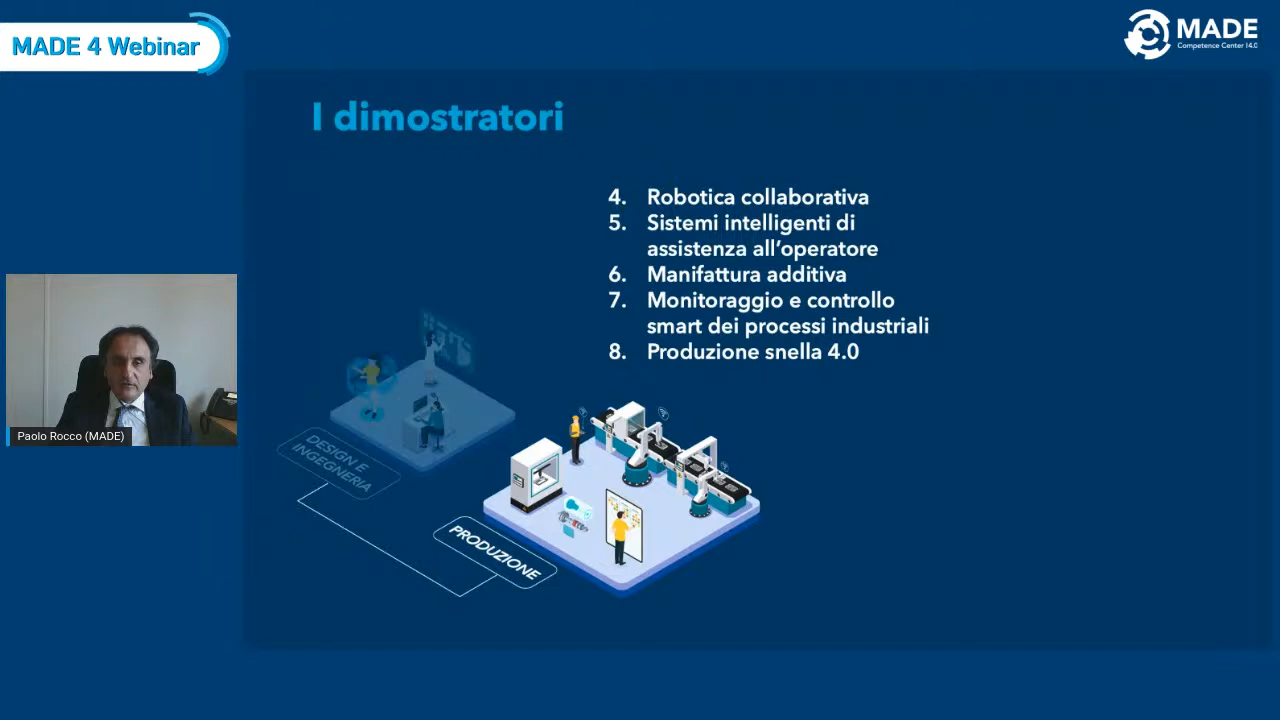 MADE 4 Webinar
MADE
Competence Center I4.0
I dimostratori
4. Robotica collaborativa
5. Sistemi intelligenti di
assistenza all'operatore
6. Manifattura additiva
7. Monitoraggio e controllo
smart dei processi industriali
8. Produzione snella 4.0
Paolo Rocco (MADE)
DESIGN E
INGEGNERIA
PRODUZIONE